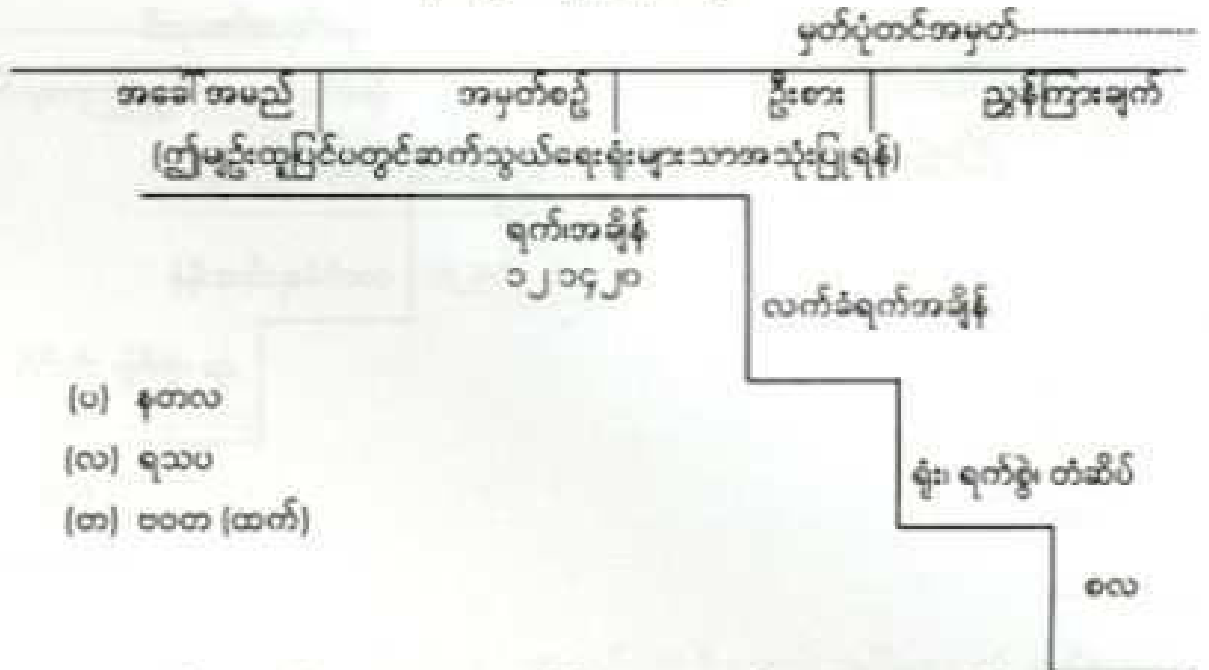 မှတ်ပုံတင်အမှတ်
အခေါ်အမည် အမှတ်စဉ် ဦးစား ညွှန်ကြားချက်
(ဤမျဉ်းထူပြင်ပတွင်ဆက်သွယ်ရေးရုံးများသာအသုံးပြုရန်)
ရက်၊အချိန်
၁၂ ၁၄၂၀
လက်ခံရက်အချိန်
(ပ) နတလ
(လ) ရသပ
ရုံး၊ ရက်စွဲ၊ တံဆိပ်
(တ) ဗဝတ (ထက်)
စလ